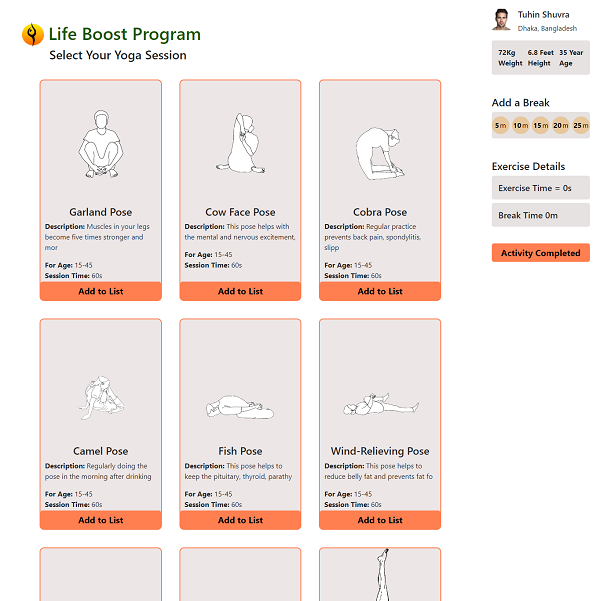 Life Boost Program
Select Your Yoga Session
Garland Pose
Description: Muscles in your legs
become five times stronger and
mor
For Age: 15-45
Session Time: 60s
Add to List
Cow Face Pose
Description: This pose helps with
the mental and nervous excitement,
For Age: 15-45
Session Time: 60s
Add to List
Cobra Pose
Description: Regular practice
prevents back pain, spondylitis,
slipp
For Age: 15-45
Session Time: 60s
Add to List
Camel Pose
Description: Regularly doing the
pose in the morning after drinking
For Age: 15-45
Session Time: 60s
Add to List
Fish Pose
Description: This pose helps to
keep the pituitary, thyroid, parathy
For Age: 15-45
Session Time: 60s
Add to List
Wind-Relieving Pose
Description: This pose helps to
reduce belly fat and prevents fat fo
For Age: 15-45
Session Time: 60s
Add to List
Tuhin Shuvra
Dhaka, Bangladesh
72Kg 6.8 Feet 35 Year
Weight Height Age
Add a Break
5m 10m 15m 20m 25m
Exercise Details
Exercise Time = 0s
Break Time 0m
Activity Completed